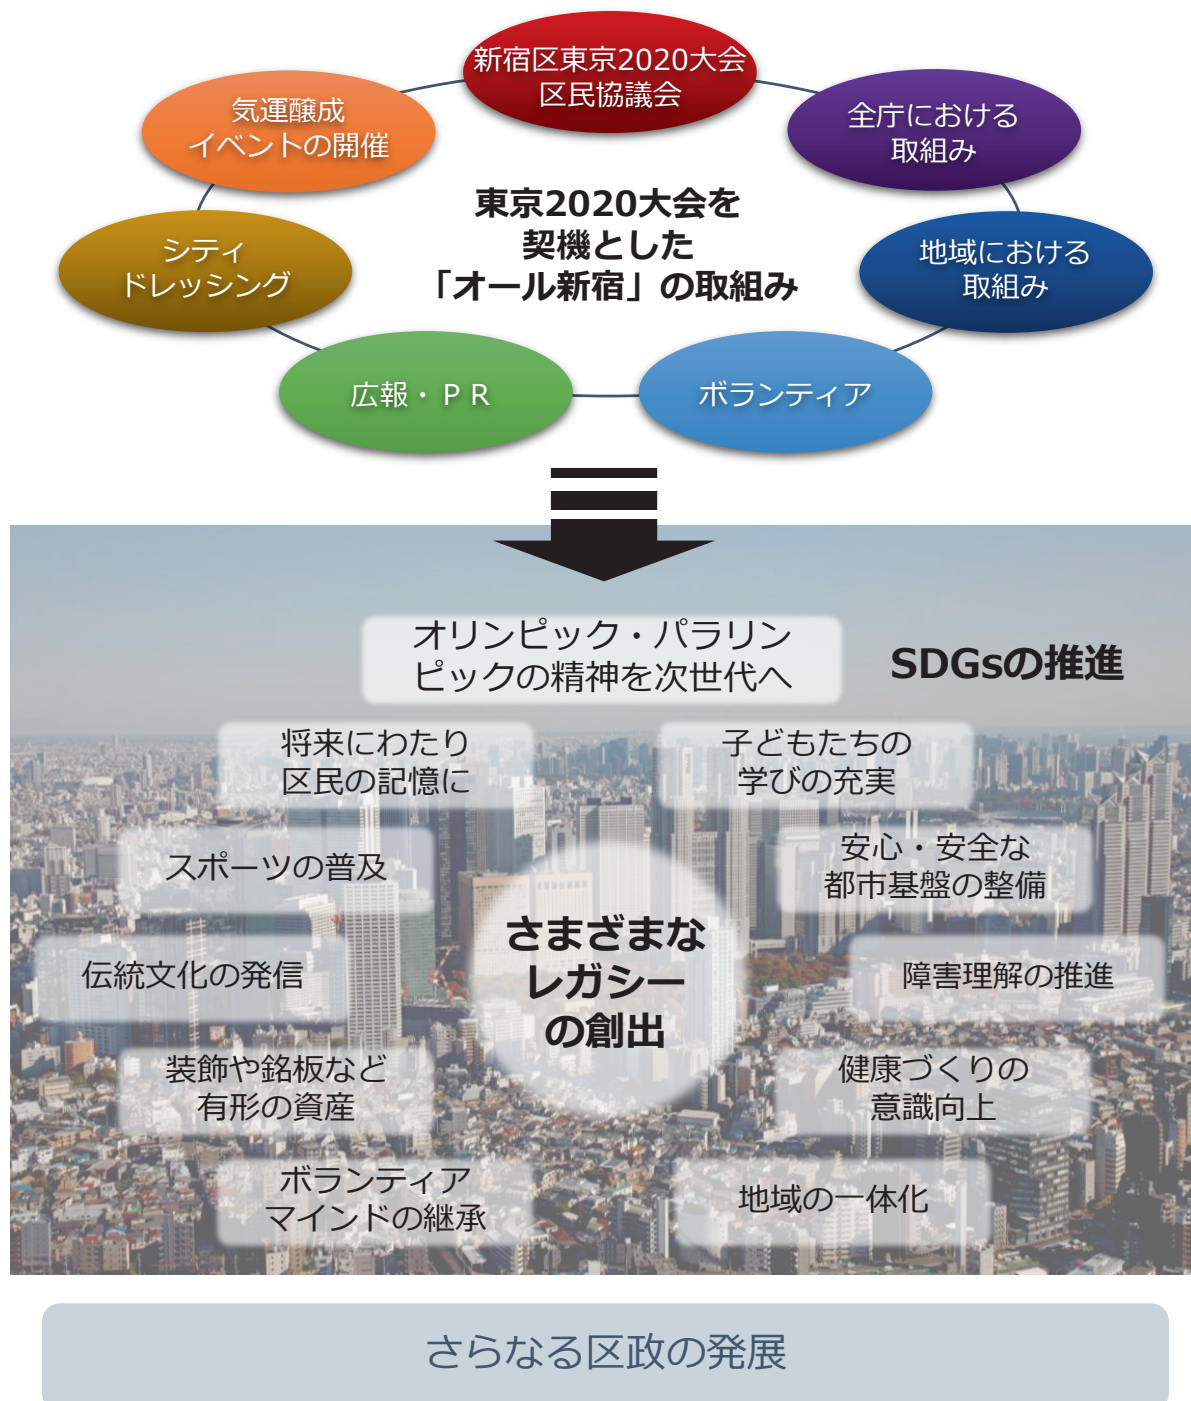 新宿区東京2020大会
区民協議会
気運醸成
イベントの開催
全庁における
取組み
東京2020大会を
契機とした
「オール新宿」の取組み
シティ
ドレッシング
地域における
取組み
広報・ＰＲ
ボランティア
オリンピック・パラリン
ピックの精神を次世代へ
SDGsの推進
将来にわたり
区民の記憶に
子どもたちの
学びの充実
スポーツの普及
安心・安全な
都市基盤の整備
さまざまな
レガシー
の創出
伝統文化の発信
障害理解の推進
装飾や銘板など
有形の資産
健康づくりの
意識向上
ボランティア
マインドの継承
地域の一体化
さらなる区政の発展